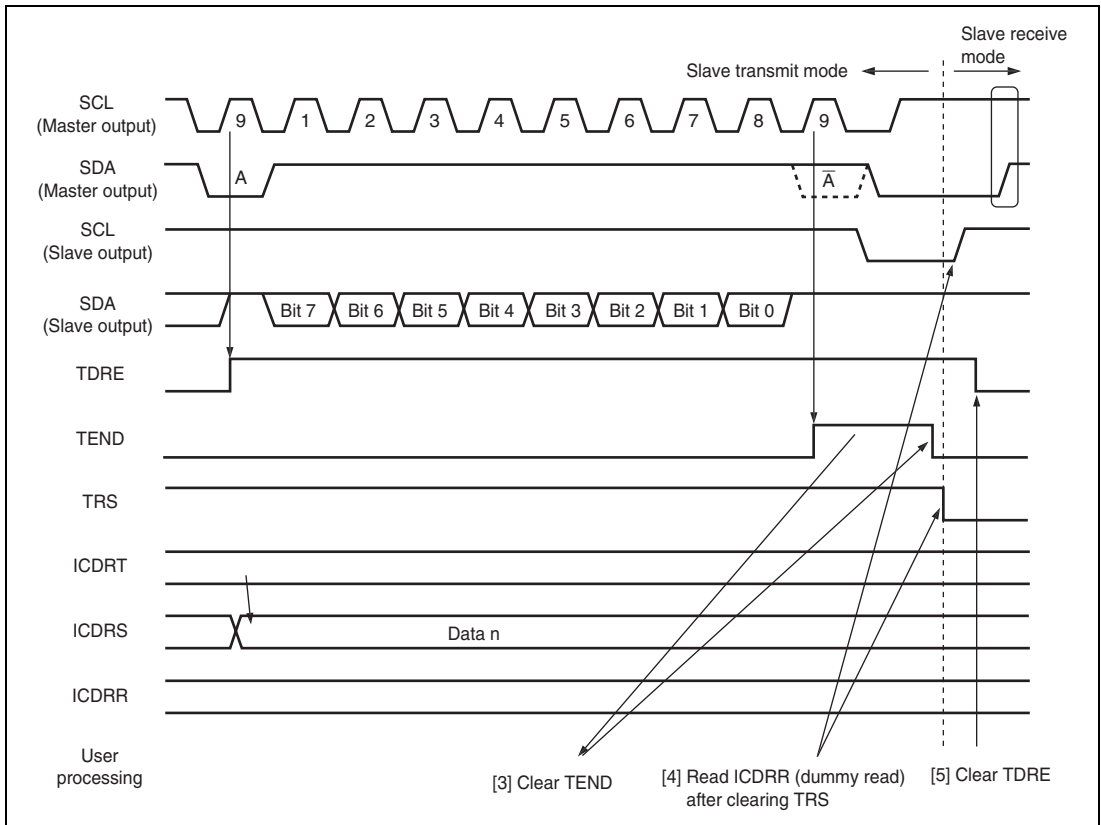 Slave receive
mode
Slave transmit mode
SCL
(Master output)
9 1 2 3 4 5 6 7 8 9
SDA
(Master output)
A A̅
SCL
(Slave output)
SDA
(Slave output)
Bit 7 Bit 6 Bit 5 Bit 4 Bit 3 Bit 2 Bit 1 Bit 0
TDRE
TEND
TRS
ICDRT
ICDRS
Data n
ICDRR
User
processing
[3] Clear TEND
[4] Read ICDRR (dummy read)
after clearing TRS
[5] Clear TDRE